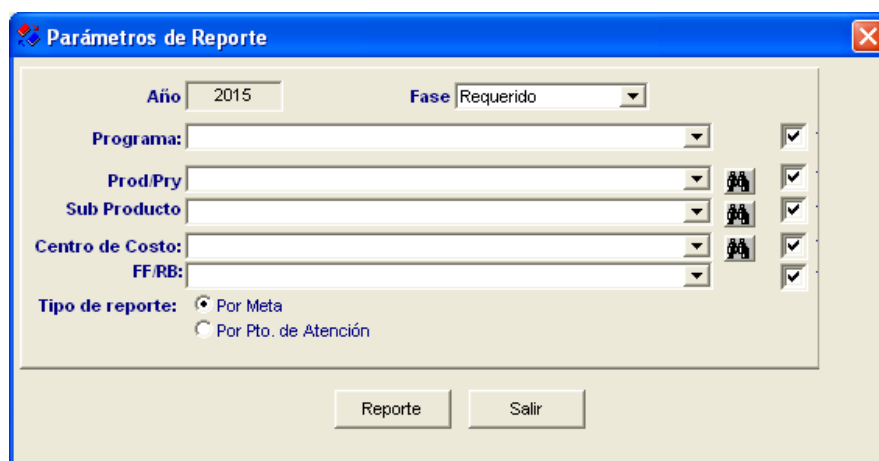 Parámetros de Reporte
Año 2015 Fase Requerido
Programa:
Prod/Pry
Sub Producto
Centro de Costo:
FF/RB:
Tipo de reporte: Por Meta
Por Pto. de Atención
Reporte Salir